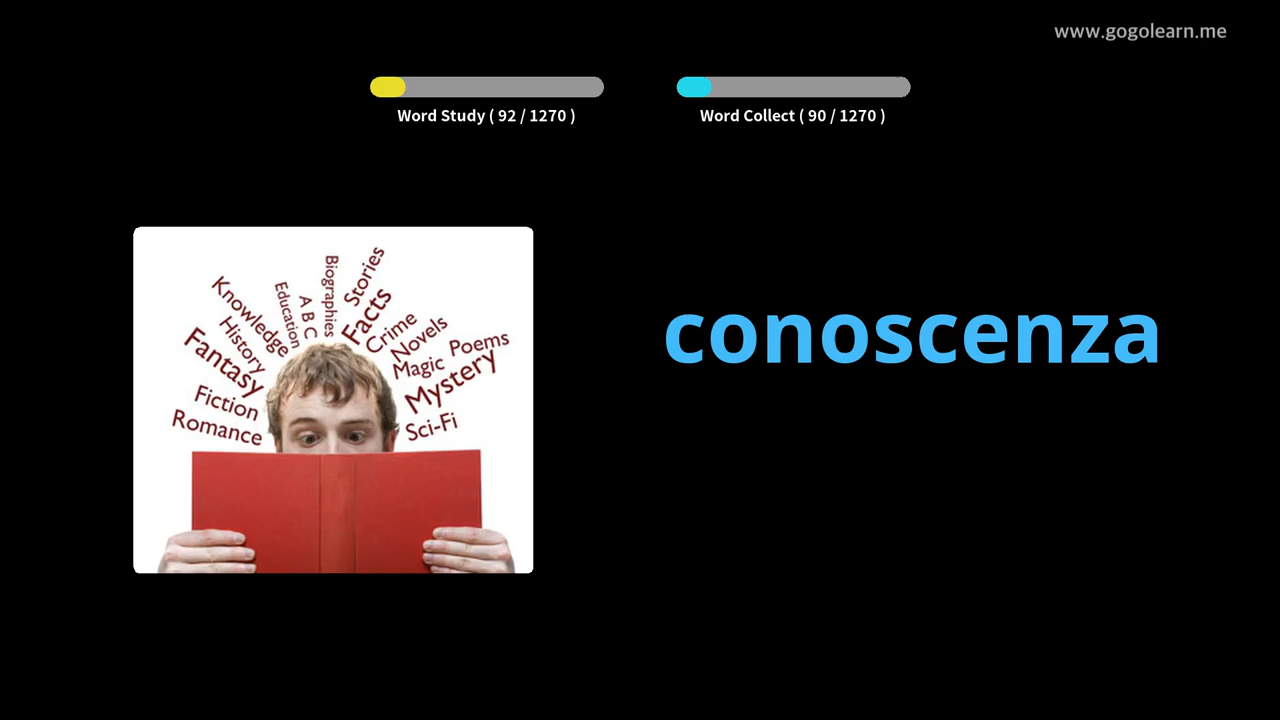 www.gogolearn.me
Word Study ( 92 / 1270 )
Word Collect ( 90 / 1270 )
Romance
Fiction
Fantasy
History
Knowledge
Education
A B C
Biographies
Stories
Facts
Crime
Novels
Magic
Poems
Mystery
Sci-Fi
conoscenza